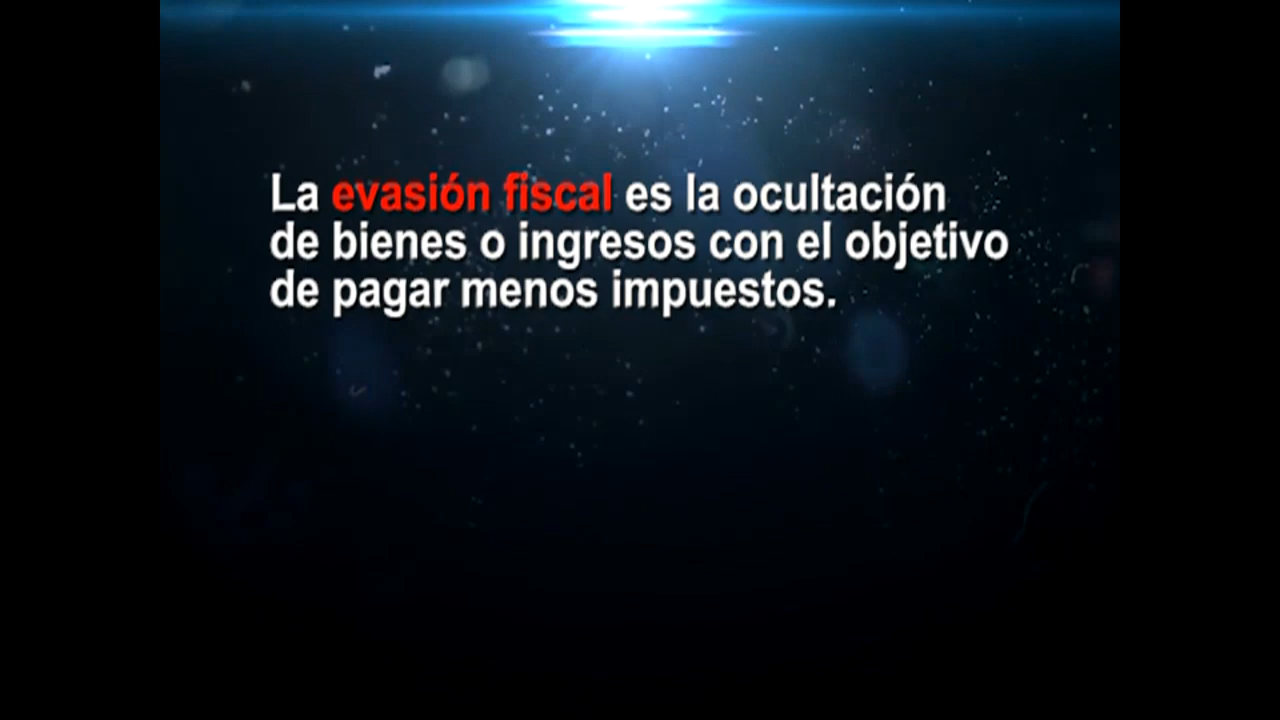 La evasión fiscal es la ocultación
de bienes o ingresos con el objetivo
de pagar menos impuestos.